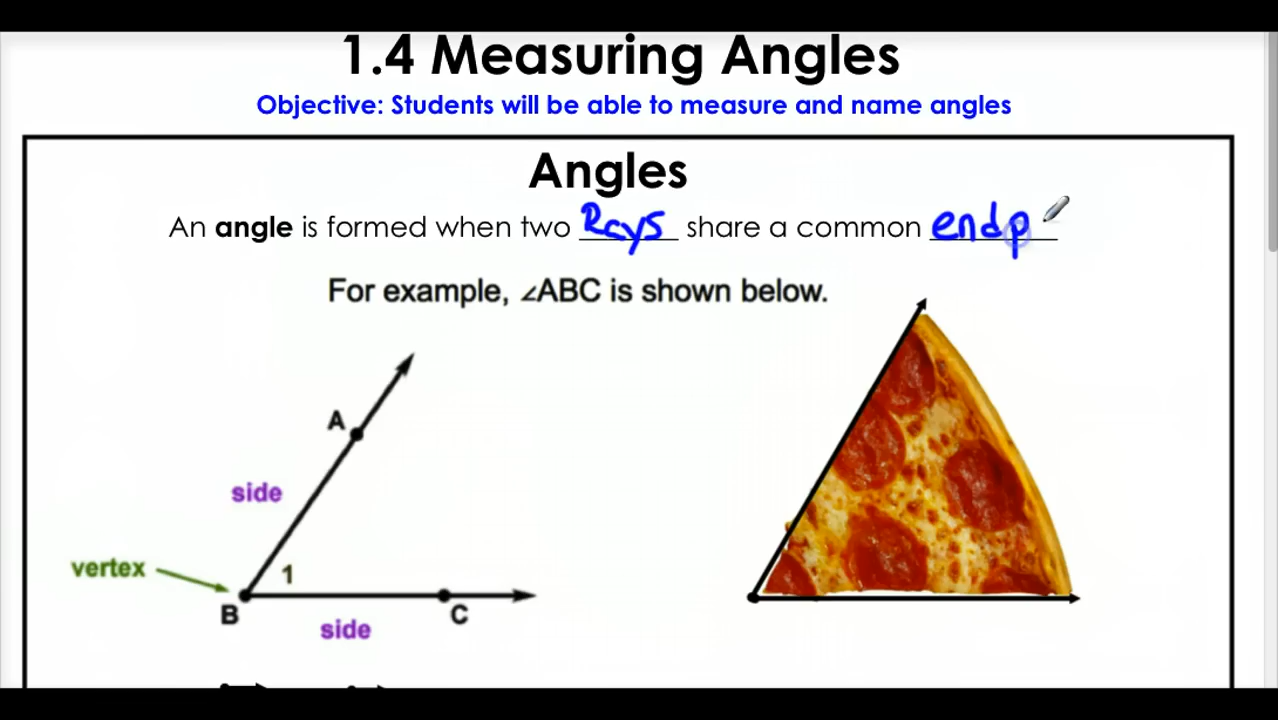 1.4 Measuring Angles
Objective: Students will be able to measure and name angles
Angles
An angle is formed when two Rays share a common endp
For example, ∠ABC is shown below.
A
side
vertex
1
B
C
side